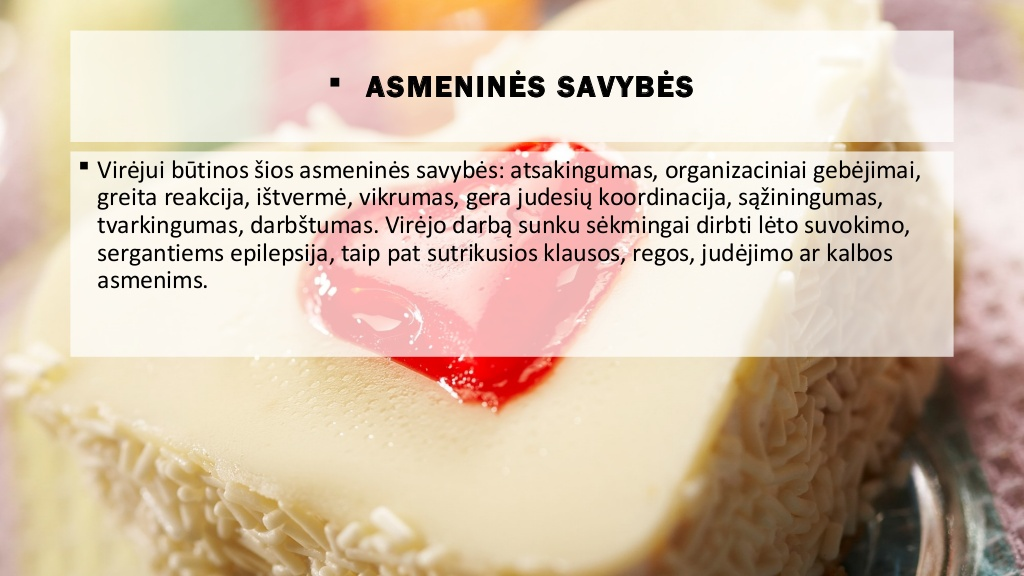 ▪ ASMENINĖS SAVYBĖS
▪ Virėjui būtinos šios asmeninės savybės: atsakingumas, organizaciniai gebėjimai,
greita reakcija, ištvermė, vikrumas, gera judesių koordinacija, sąžiningumas,
tvarkingumas, darbštumas. Virėjo darbą sunku sėkmingai dirbti lėto suvokimo,
sergantiems epilepsija, taip pat sutrikusios klausos, regos, judėjimo ar kalbos
asmenims.